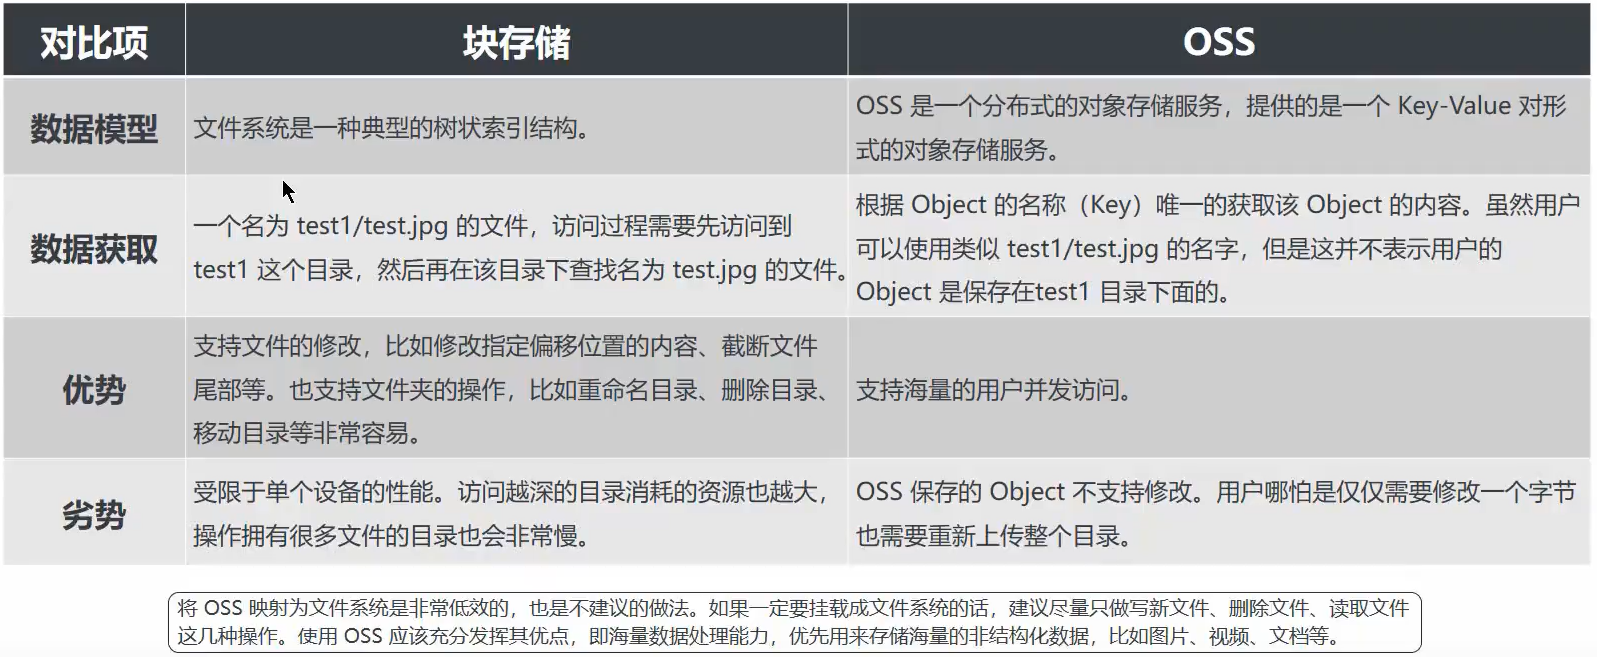 对比项
块存储
OSS
数据模型
文件系统是一种典型的树状索引结构。
OSS 是一个分布式的对象存储服务，提供的是一个 Key-Value 对形
式的对象存储服务。
数据获取
一个名为 test1/test.jpg 的文件，访问过程需要先访问到
test1 这个目录，然后再在该目录下查找名为 test.jpg 的文件。
根据 Object 的名称（Key）唯一的获取该 Object 的内容。虽然用户
可以使用类似 test1/test.jpg 的名字，但是这并不表示用户的
Object 是保存在test1 目录下面的。
优势
支持文件的修改，比如修改指定偏移位置的内容、截断文件
尾部等。也支持文件夹的操作，比如重命名目录、删除目录、
移动目录等非常容易。
支持海量的用户并发访问。
劣势
受限于单个设备的性能。访问越深的目录消耗的资源也越大，
操作拥有很多文件的目录也会非常慢。
OSS 保存的 Object 不支持修改。用户哪怕是仅仅需要修改一个字节
也需要重新上传整个目录。
将 OSS 映射为文件系统是非常低效的，也是不建议的做法。如果一定要挂载成文件系统的话，建议尽量只做写新文件、删除文件、读取文件
这几种操作。使用 OSS 应该充分发挥其优点，即海量数据处理能力，优先用来存储海量的非结构化数据，比如图片、视频、文档等。